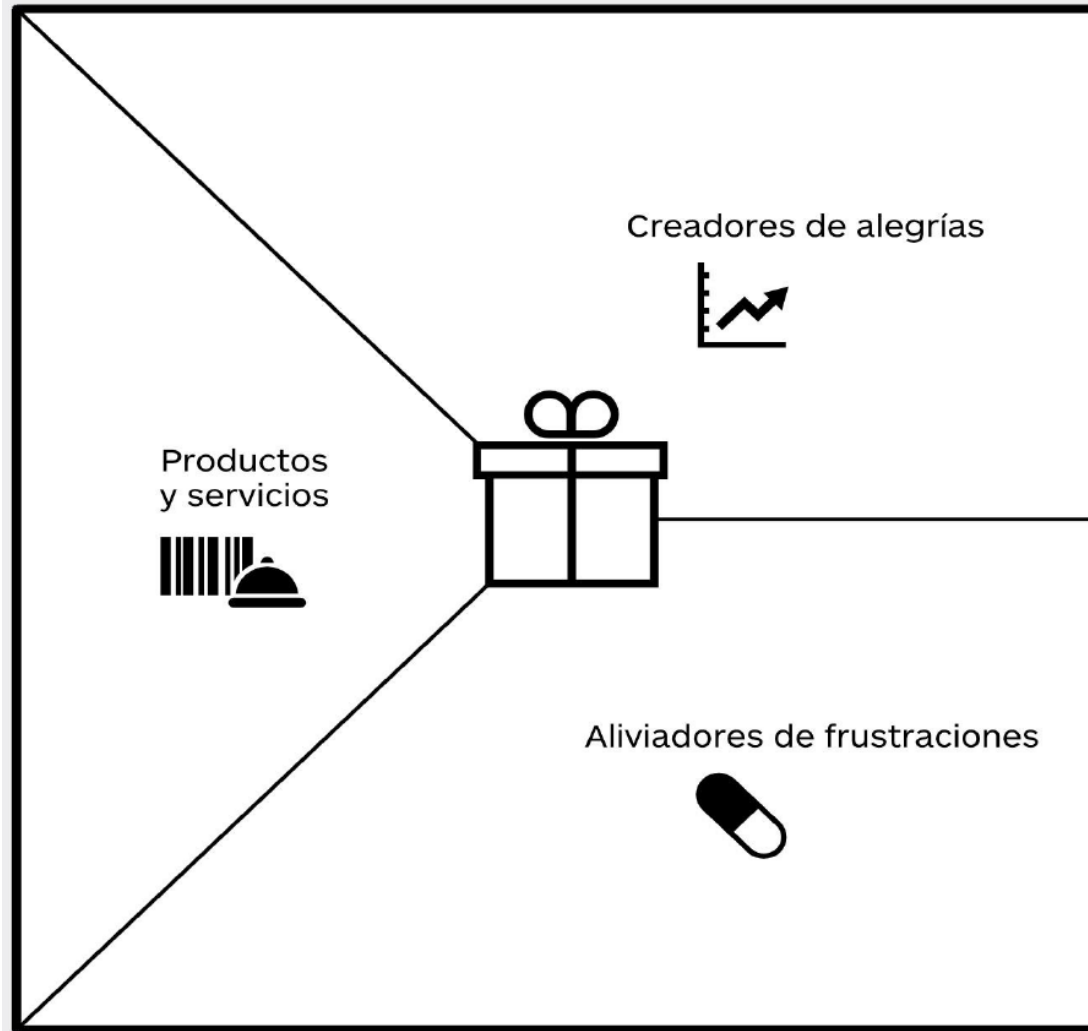 Creadores de alegrías
Productos
y servicios
Aliviadores de frustraciones